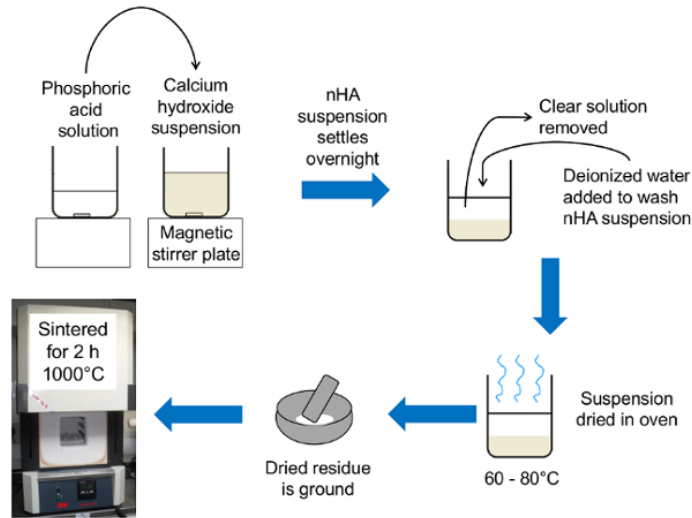 Phosphoric
acid
solution
Calcium
hydroxide
suspension
Magnetic
stirrer plate
nHA
suspension
settles
overnight
Clear solution
removed
Deionized water
added to wash
nHA suspension
Suspension
dried in oven
60 - 80°C
Dried residue
is ground
Sintered
for 2 h
1000°C